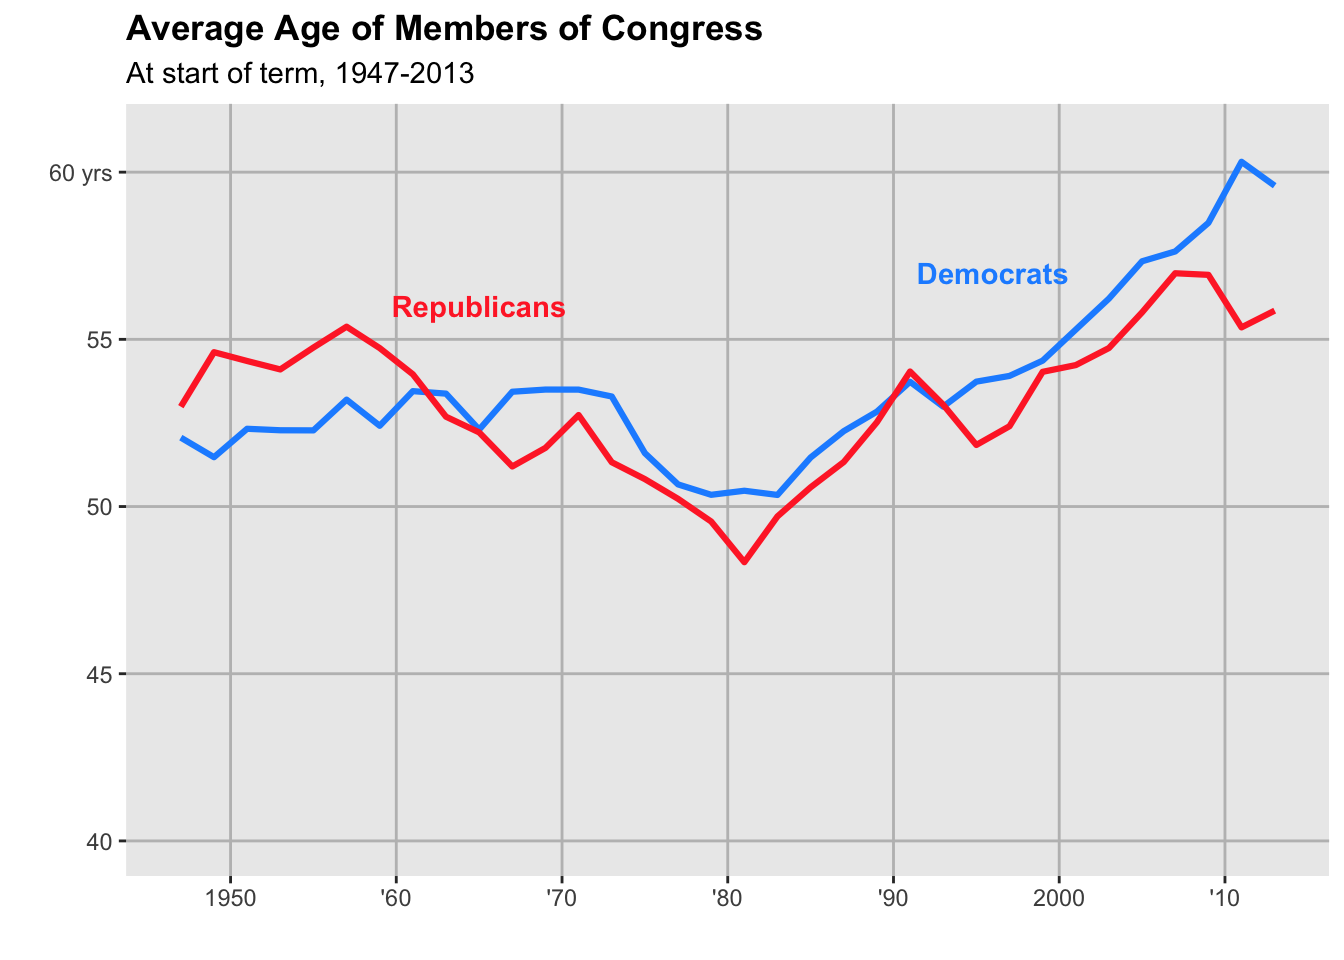 Average Age of Members of Congress
At start of term, 1947-2013
60 yrs
55
50
45
40
Republicans
Democrats
1950 '60 '70 '80 '90 2000 '10